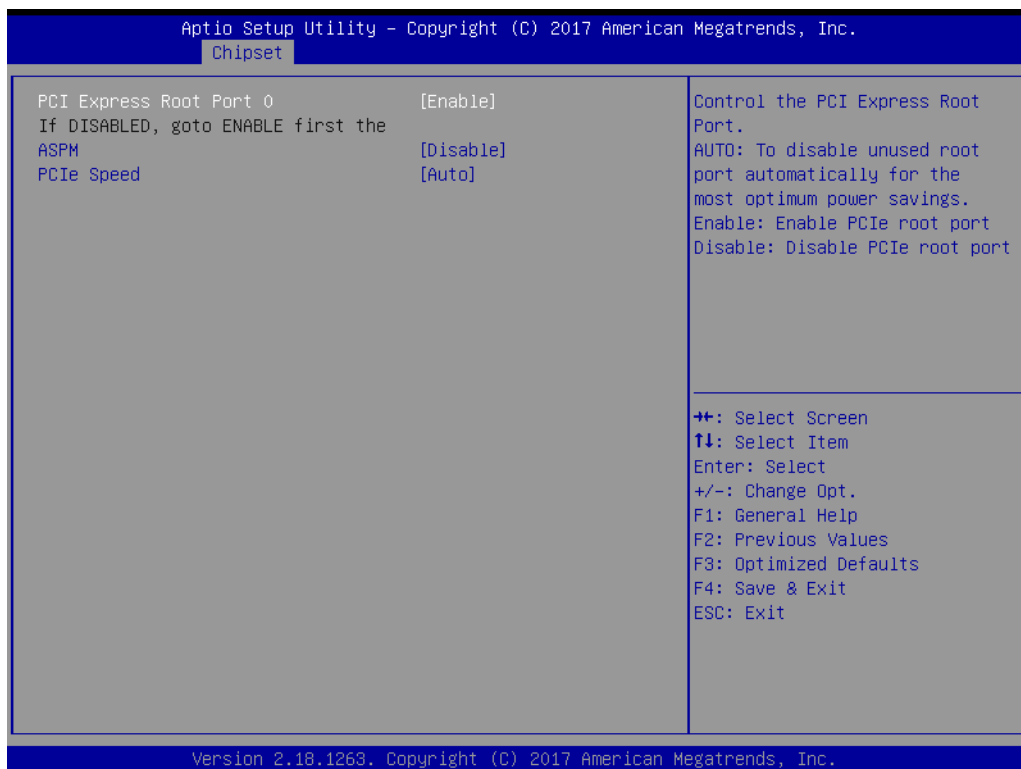 Aptio Setup Utility – Copyright (C) 2017 American Megatrends, Inc.
Chipset
PCI Express Root Port 0 [Enable]
If DISABLED, goto ENABLE first the
ASPM [Disable]
PCIe Speed [Auto]
Control the PCI Express Root
Port.
AUTO: To disable unused root
port automatically for the
most optimum power savings.
Enable: Enable PCIe root port
Disable: Disable PCIe root port
→←: Select Screen
↑↓: Select Item
Enter: Select
+/-: Change Opt.
F1: General Help
F2: Previous Values
F3: Optimized Defaults
F4: Save & Exit
ESC: Exit
Version 2.18.1263. Copyright (C) 2017 American Megatrends, Inc.